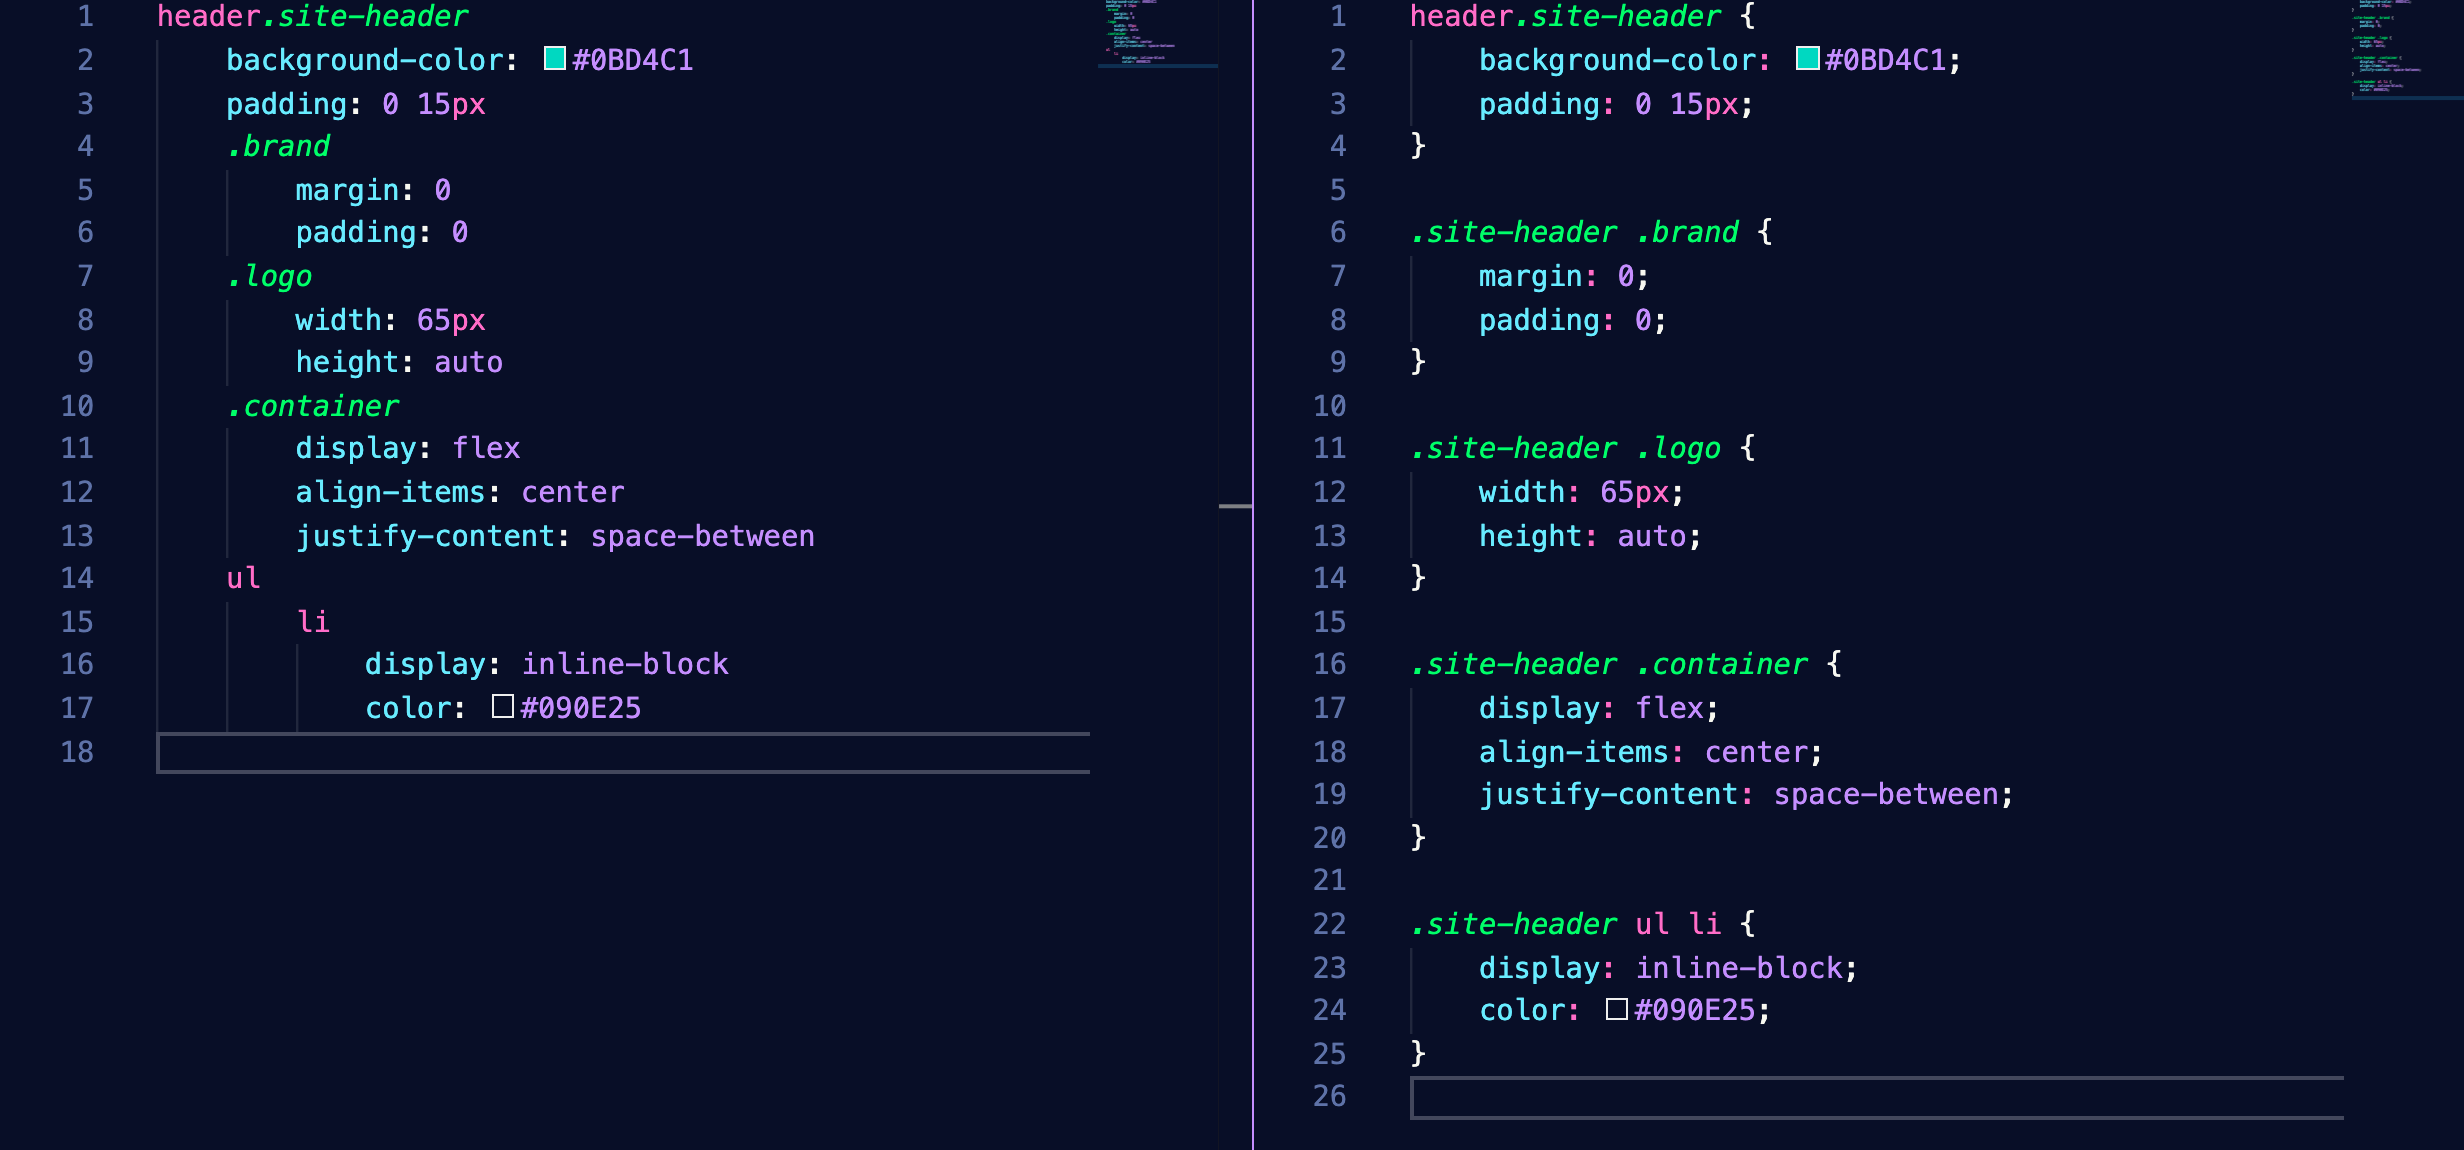 1 header.site-header
2     background-color: #0BD4C1
3     padding: 0 15px
4     .brand
5         margin: 0
6         padding: 0
7     .logo
8         width: 65px
9         height: auto
10     .container
11         display: flex
12         align-items: center
13         justify-content: space-between
14     ul
15         li
16             display: inline-block
17             color: #090E25
18
1 header.site-header {
2     background-color: #0BD4C1;
3     padding: 0 15px;
4 }
5
6 .site-header .brand {
7     margin: 0;
8     padding: 0;
9 }
10
11 .site-header .logo {
12     width: 65px;
13     height: auto;
14 }
15
16 .site-header .container {
17     display: flex;
18     align-items: center;
19     justify-content: space-between;
20 }
21
22 .site-header ul li {
23     display: inline-block;
24     color: #090E25;
25 }
26